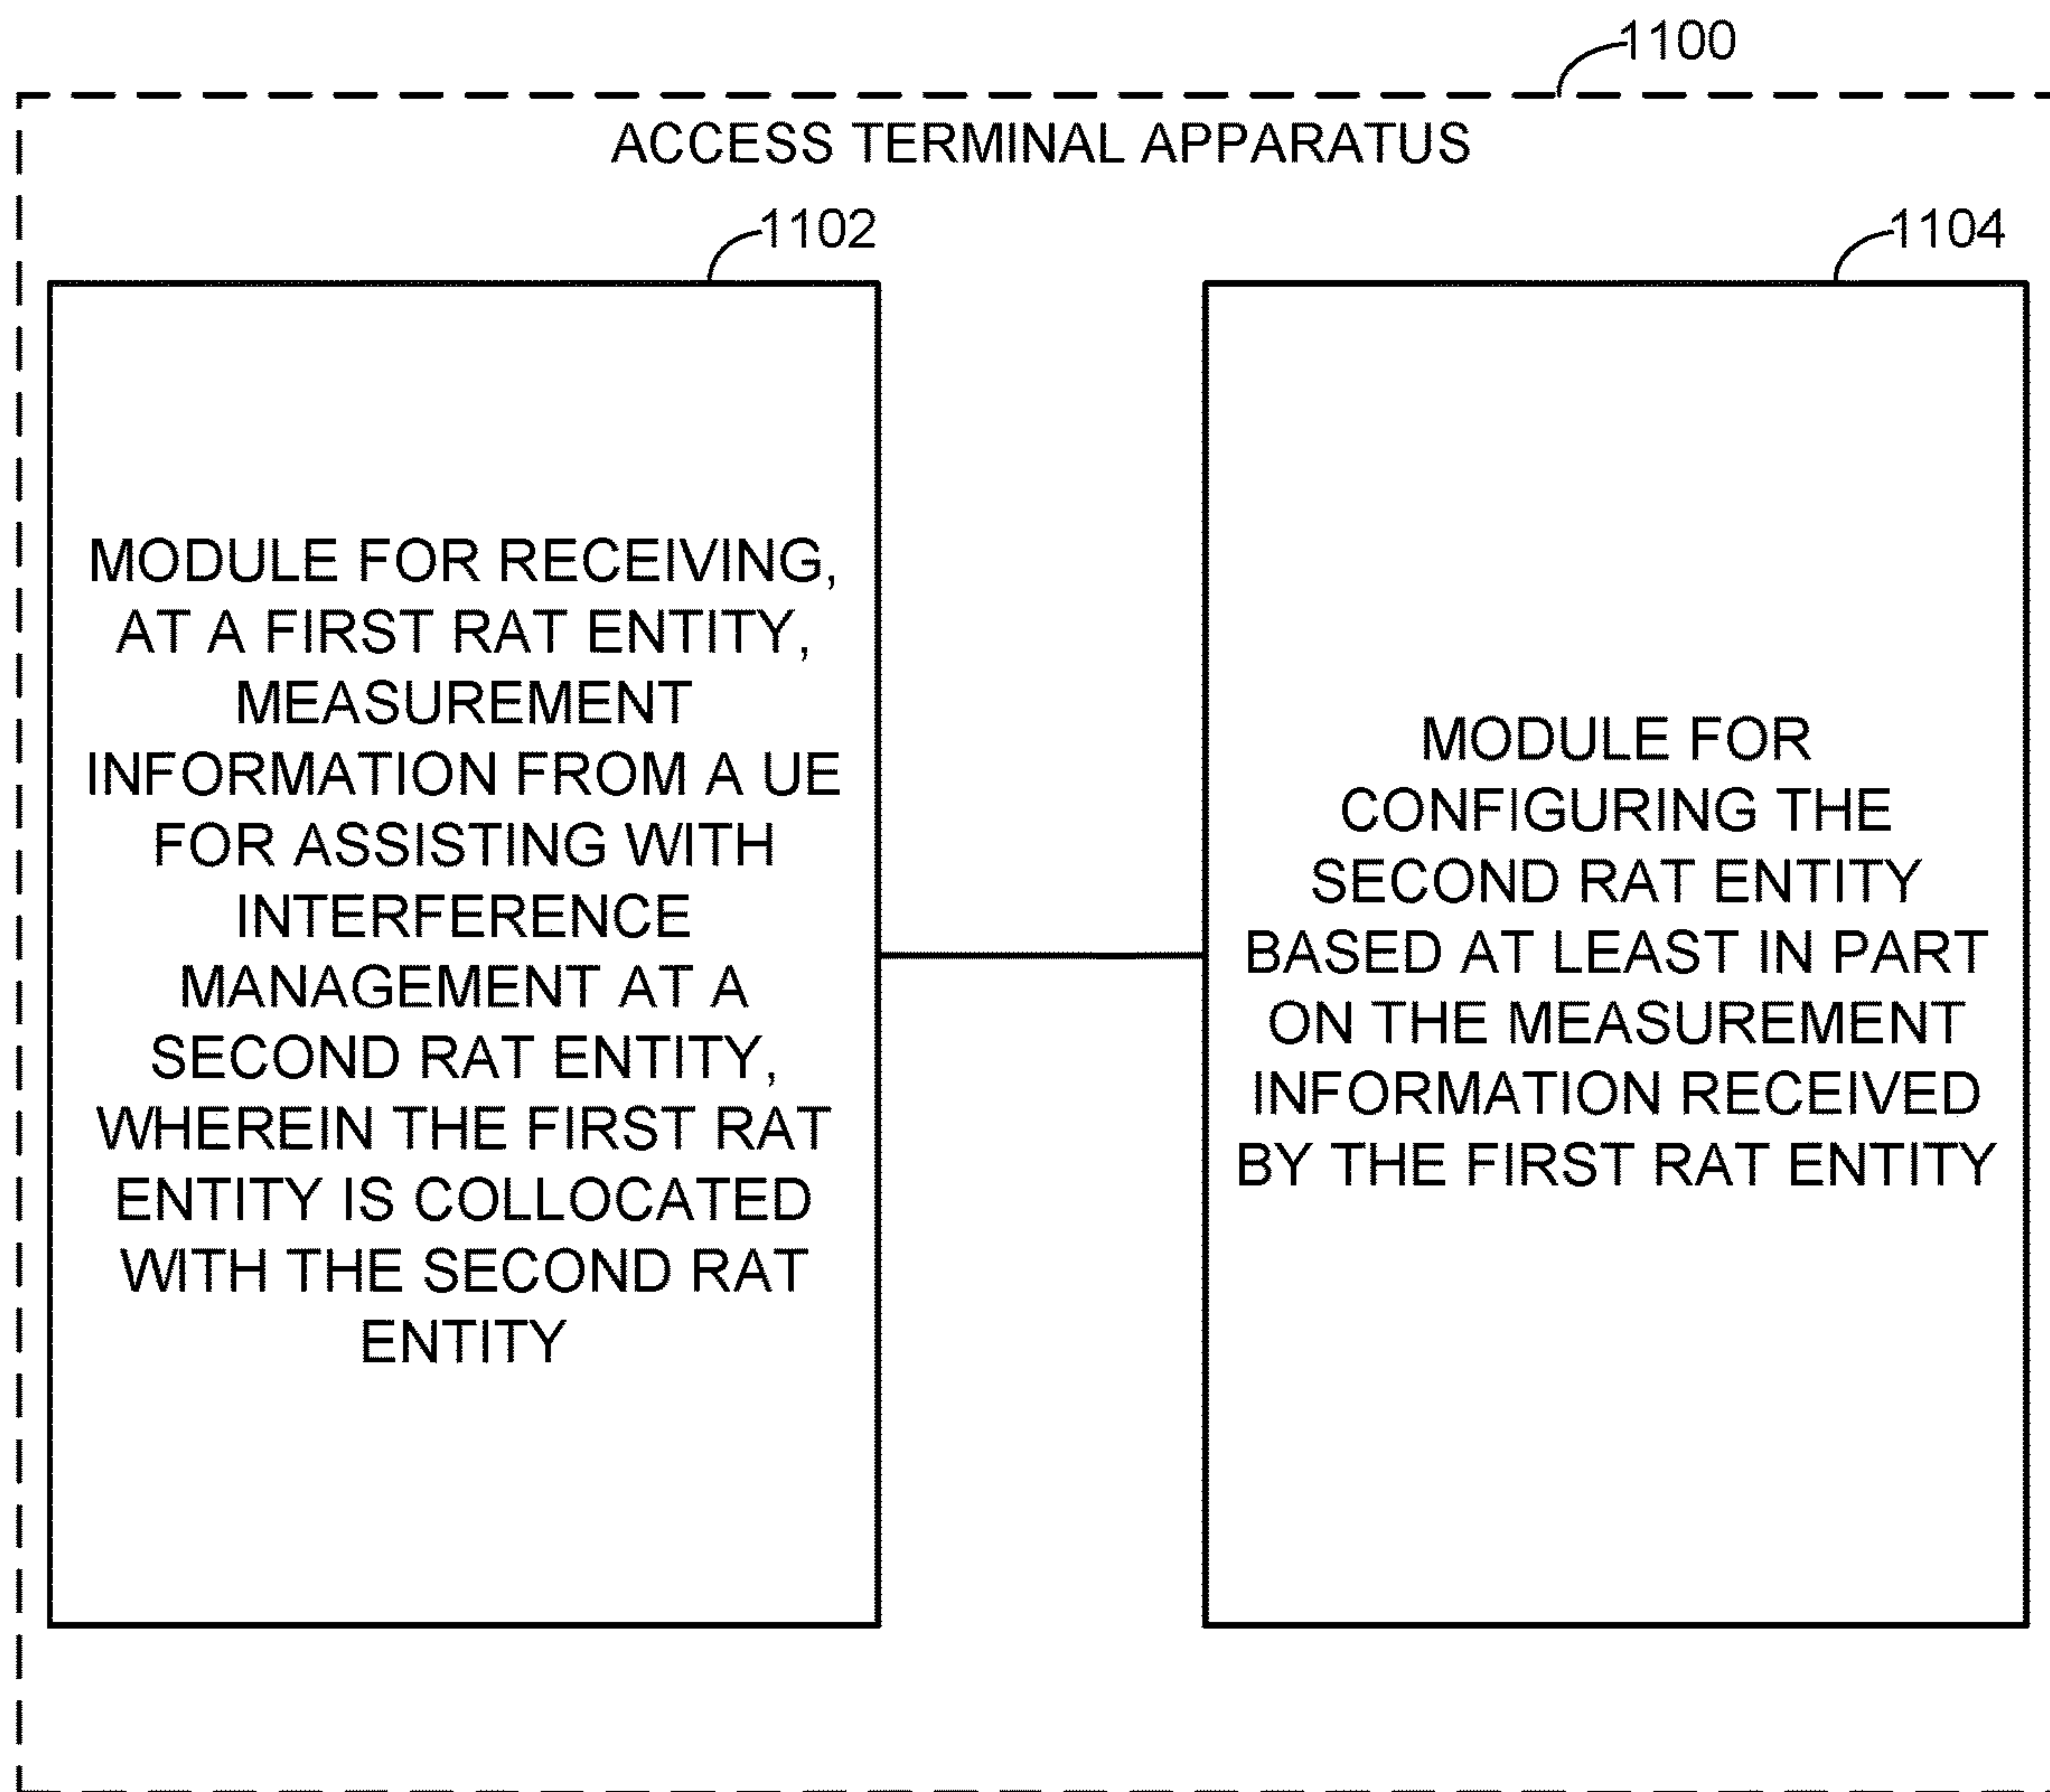 1100
ACCESS TERMINAL APPARATUS
1102
MODULE FOR RECEIVING,
AT A FIRST RAT ENTITY,
MEASUREMENT
INFORMATION FROM A UE
FOR ASSISTING WITH
INTERFERENCE
MANAGEMENT AT A
SECOND RAT ENTITY,
WHEREIN THE FIRST RAT
ENTITY IS COLLOCATED
WITH THE SECOND RAT
ENTITY
1104
MODULE FOR
CONFIGURING THE
SECOND RAT ENTITY
BASED AT LEAST IN PART
ON THE MEASUREMENT
INFORMATION RECEIVED
BY THE FIRST RAT ENTITY